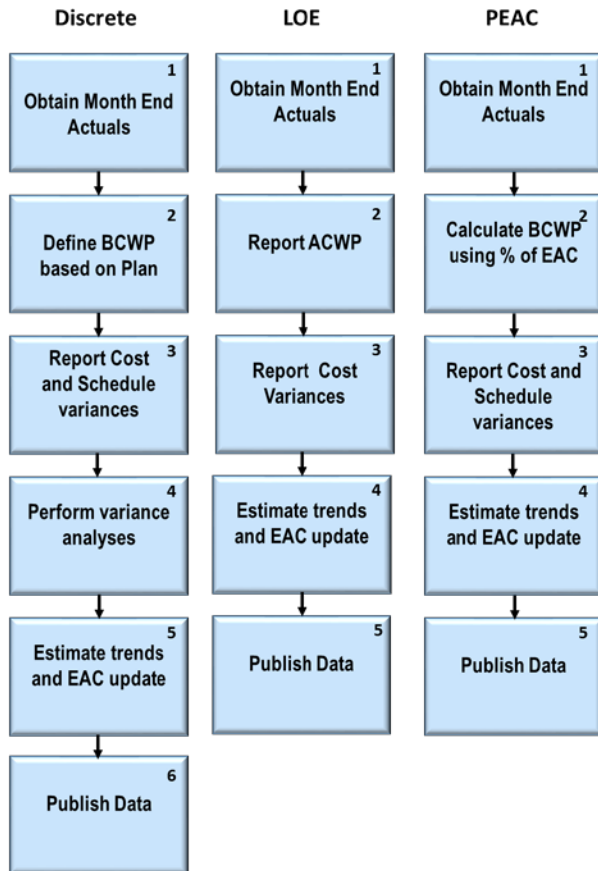 Discrete
1
Obtain Month End
Actuals
2
Define BCWP
based on Plan
3
Report Cost
and Schedule
variances
4
Perform variance
analyses
5
Estimate trends
and EAC update
6
Publish Data
LOE
1
Obtain Month End
Actuals
2
Report ACWP
3
Report Cost
Variances
4
Estimate trends
and EAC update
5
Publish Data
PEAC
1
Obtain Month End
Actuals
2
Calculate BCWP
using % of EAC
3
Report Cost and
Schedule
variances
4
Estimate trends
and EAC update
5
Publish Data